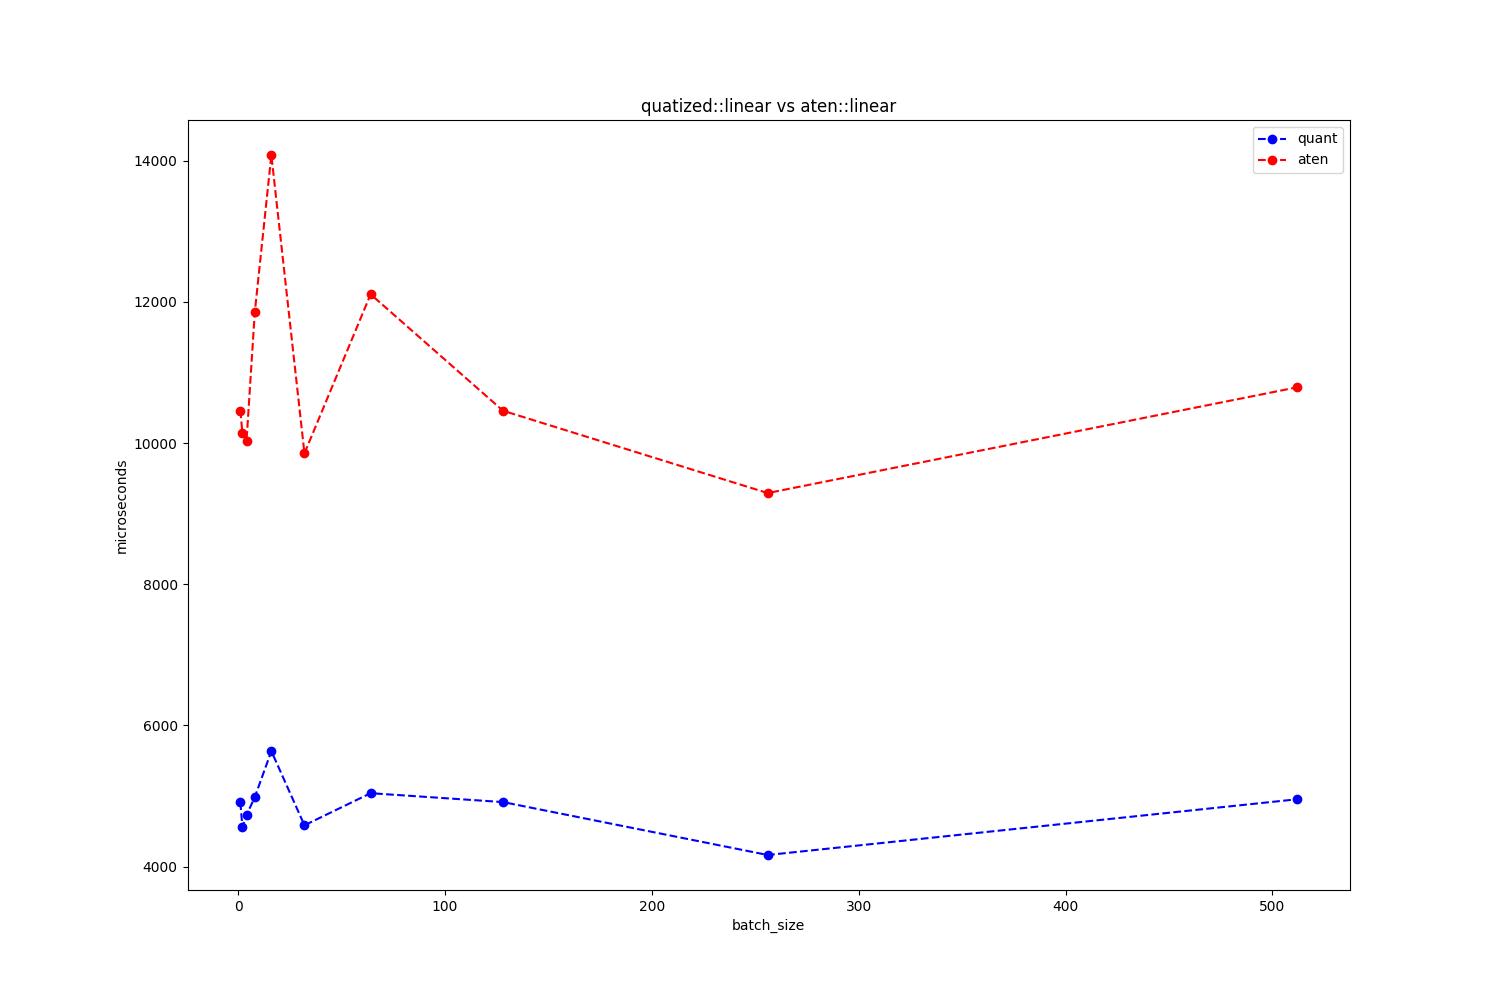 quatized::linear vs aten::linear
quant
aten
14000
12000
10000
8000
6000
4000
microseconds
0 100 200 300 400 500
batch_size